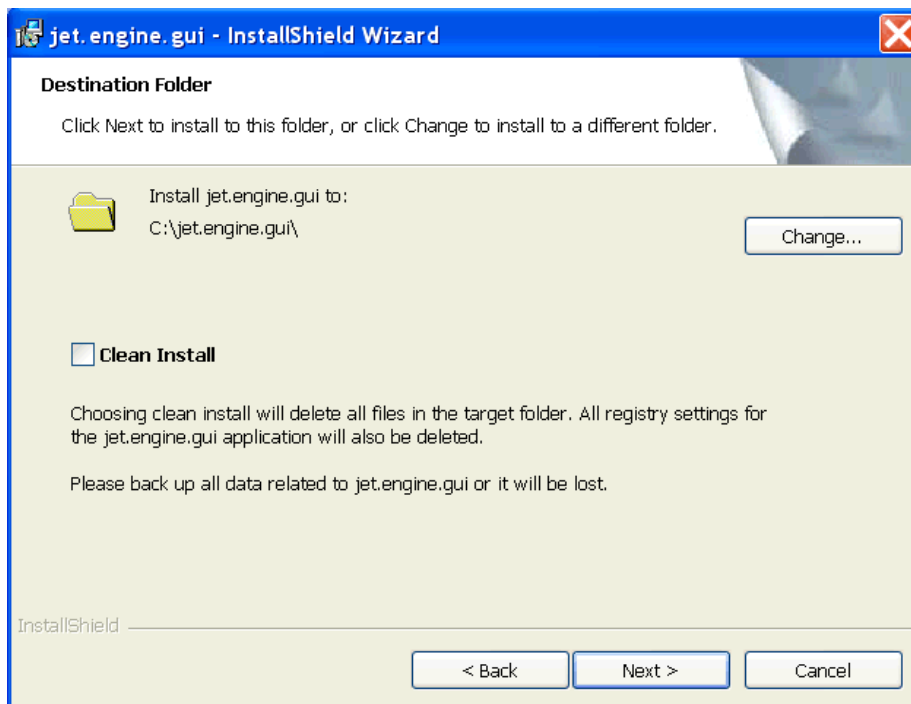 jet.engine.gui - InstallShield Wizard
Destination Folder
Click Next to install to this folder, or click Change to install to a different folder.
Install jet.engine.gui to:
C:\jet.engine.gui\
Change...
Clean Install
Choosing clean install will delete all files in the target folder. All registry settings for
the jet.engine.gui application will also be deleted.
Please back up all data related to jet.engine.gui or it will be lost.
InstallShield
< Back
Next >
Cancel